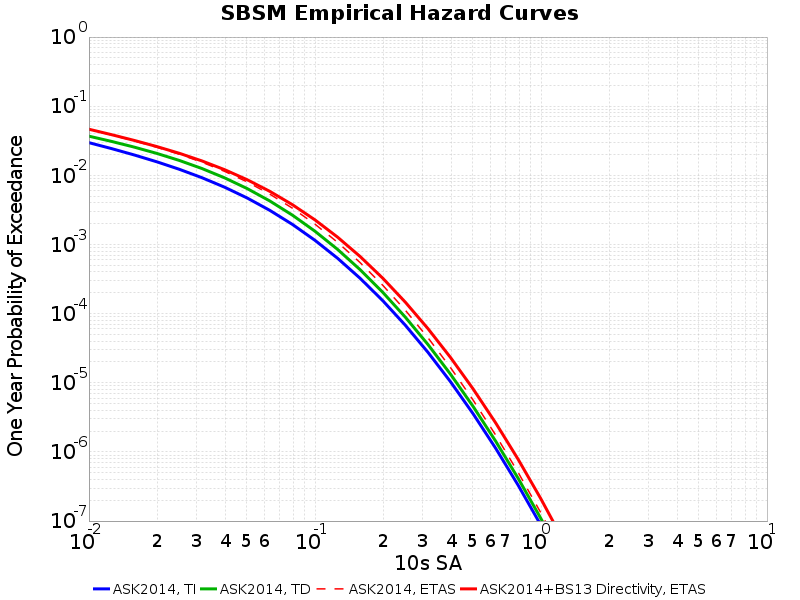 SBSM Empirical Hazard Curves
One Year Probability of Exceedance
10^0
10^-1
10^-2
10^-3
10^-4
10^-5
10^-6
10^-7
10^-2 2 3 4 5 6 10^-1 2 3 4 5 6 7 10^0 2 3 4 5 6 7 10^1
10s SA
ASK2014, TI ASK2014, TD ASK2014, ETAS ASK2014+BS13 Directivity, ETAS